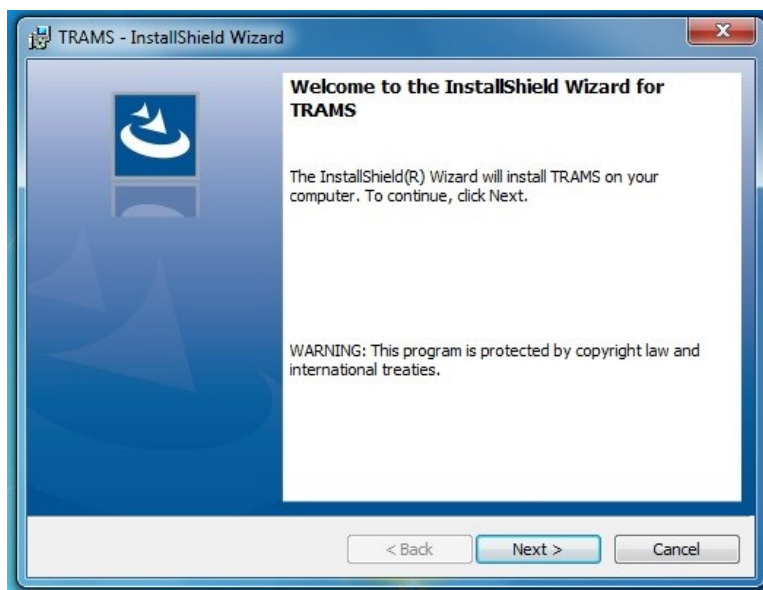 TRAMS - InstallShield Wizard
Welcome to the InstallShield Wizard for
TRAMS
The InstallShield(R) Wizard will install TRAMS on your
computer. To continue, click Next.
WARNING: This program is protected by copyright law and
international treaties.
< Back
Next >
Cancel